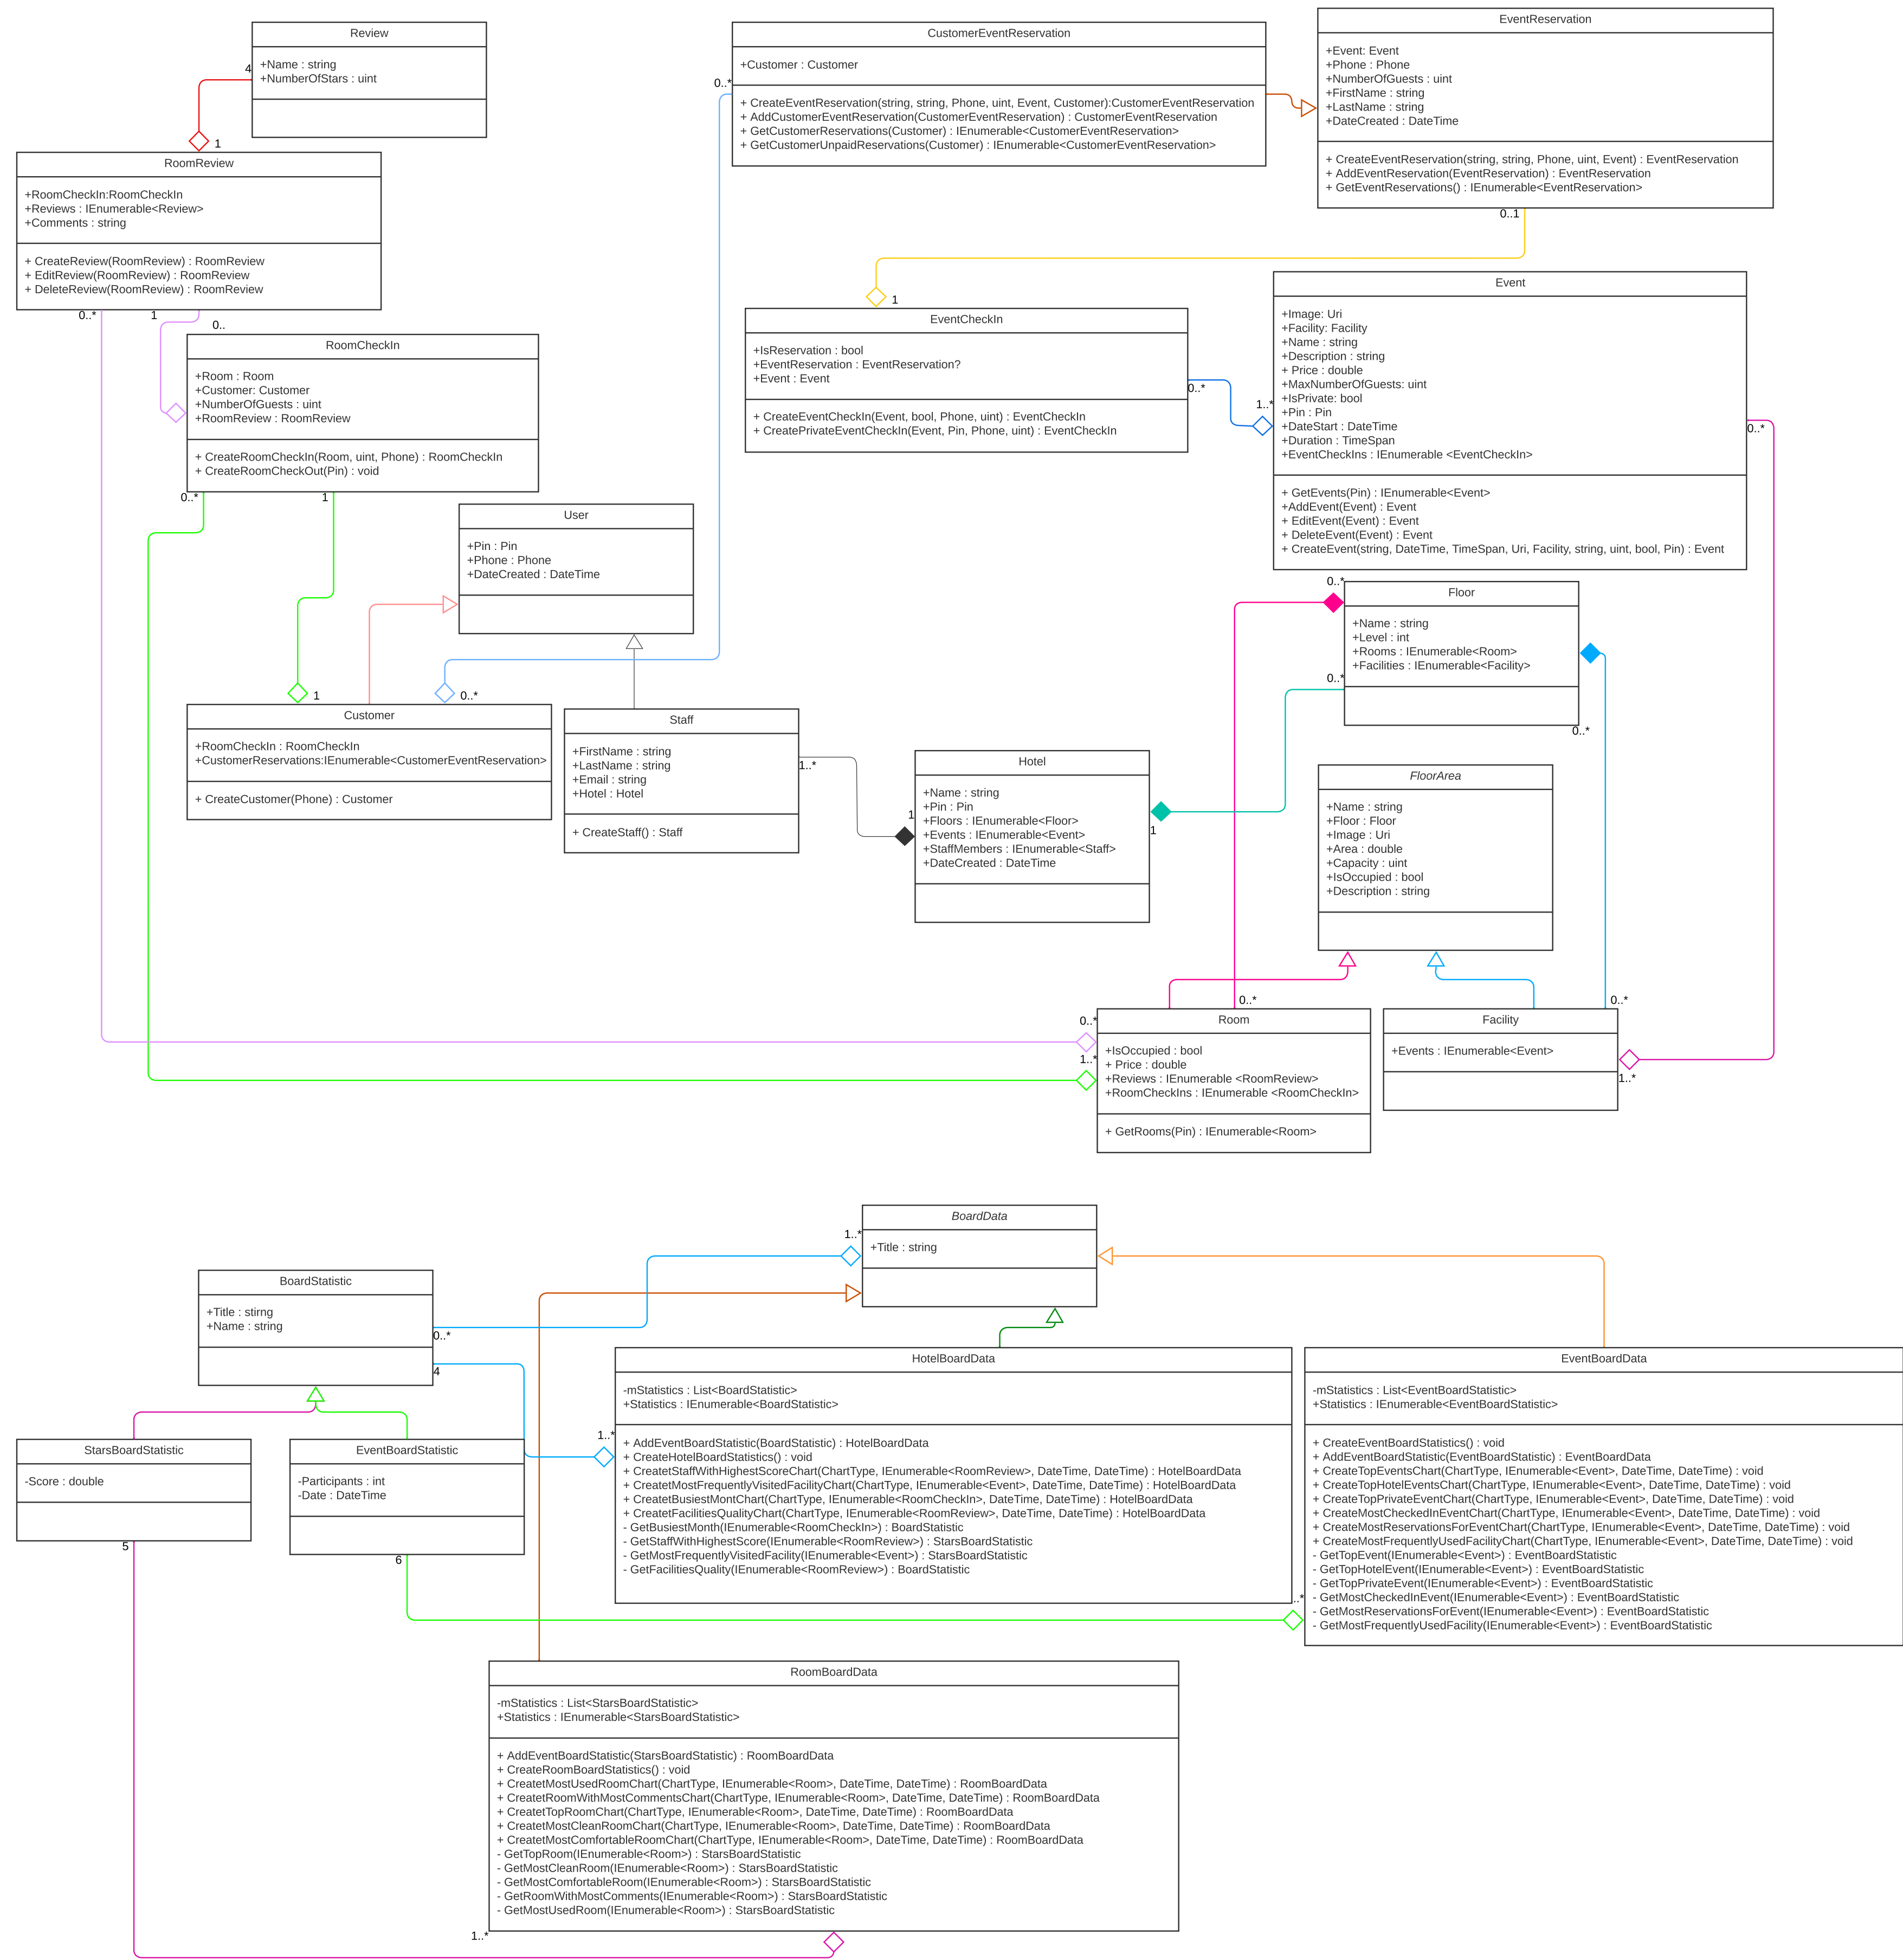 Review
+Name : string
+NumberOfStars : uint
4
1
RoomReview
+RoomCheckIn:RoomCheckIn
+Reviews : IEnumerable<Review>
+Comments : string
+ CreateReview(RoomReview) : RoomReview
+ EditReview(RoomReview) : RoomReview
+ DeleteReview(RoomReview) : RoomReview
0..*
1
0..
RoomCheckIn
+Room : Room
+Customer: Customer
+NumberOfGuests : uint
+RoomReview : RoomReview
+ CreateRoomCheckIn(Room, uint, Phone) : RoomCheckIn
+ CreateRoomCheckOut(Pin) : void
0..*
1
CustomerEventReservation
+Customer : Customer
+ CreateEventReservation(string, string, Phone, uint, Event, Customer):CustomerEventReservation
+ AddCustomerEventReservation(CustomerEventReservation) : CustomerEventReservation
+ GetCustomerReservations(Customer) : IEnumerable<CustomerEventReservation>
+ GetCustomerUnpaidReservations(Customer) : IEnumerable<CustomerEventReservation>
0..*
EventReservation
+Event: Event
+Phone : Phone
+NumberOfGuests : uint
+FirstName : string
+LastName : string
+DateCreated : DateTime
+ CreateEventReservation(string, string, Phone, uint, Event) : EventReservation
+ AddEventReservation(EventReservation) : EventReservation
+ GetEventReservations() : IEnumerable<EventReservation>
0..1
1
EventCheckIn
+IsReservation : bool
+EventReservation : EventReservation?
+Event : Event
+ CreateEventCheckIn(Event, bool, Phone, uint) : EventCheckIn
+ CreatePrivateEventCheckIn(Event, Pin, Phone, uint) : EventCheckIn
0..*
1..*
Event
+Image: Uri
+Facility: Facility
+Name : string
+Description : string
+ Price : double
+MaxNumberOfGuests: uint
+IsPrivate: bool
+Pin : Pin
+DateStart : DateTime
+Duration : TimeSpan
+EventCheckIns : IEnumerable <EventCheckIn>
+ GetEvents(Pin) : IEnumerable<Event>
+AddEvent(Event) : Event
+ EditEvent(Event) : Event
+ DeleteEvent(Event) : Event
+ CreateEvent(string, DateTime, TimeSpan, Uri, Facility, string, uint, bool, Pin) : Event
0..*
User
+Pin : Pin
+Phone : Phone
+DateCreated : DateTime
1
0..*
Customer
+RoomCheckIn : RoomCheckIn
+CustomerReservations:IEnumerable<CustomerEventReservation>
+ CreateCustomer(Phone) : Customer
Staff
+FirstName : string
+LastName : string
+Email : string
+Hotel : Hotel
+ CreateStaff() : Staff
1..*
1
Hotel
+Name : string
+Pin : Pin
+Floors : IEnumerable<Floor>
+Events : IEnumerable<Event>
+StaffMembers : IEnumerable<Staff>
+DateCreated : DateTime
1
0..*
Floor
+Name : string
+Level : int
+Rooms : IEnumerable<Room>
+Facilities : IEnumerable<Facility>
0..*
0..*
FloorArea
+Name : string
+Floor : Floor
+Image : Uri
+Area : double
+Capacity : uint
+IsOccupied : bool
+Description : string
0..*
0..*
0..*
1..*
Room
+IsOccupied : bool
+ Price : double
+Reviews : IEnumerable <RoomReview>
+RoomCheckIns : IEnumerable <RoomCheckIn>
+ GetRooms(Pin) : IEnumerable<Room>
Facility
+Events : IEnumerable<Event>
1..*
BoardData
+Title : string
1..*
BoardStatistic
+Title : stirng
+Name : string
0..*
4
StarsBoardStatistic
-Score : double
5
EventBoardStatistic
-Participants : int
-Date : DateTime
6
1..*
HotelBoardData
-mStatistics : List<BoardStatistic>
+Statistics : IEnumerable<BoardStatistic>
+ AddEventBoardStatistic(BoardStatistic) : HotelBoardData
+ CreateHotelBoardStatistics() : void
+ CreatetStaffWithHighestScoreChart(ChartType, IEnumerable<RoomReview>, DateTime, DateTime) : HotelBoardData
+ CreatetMostFrequentlyVisitedFacilityChart(ChartType, IEnumerable<Event>, DateTime, DateTime) : HotelBoardData
+ CreatetBusiestMontChart(ChartType, IEnumerable<RoomCheckIn>, DateTime, DateTime) : HotelBoardData
+ CreatetFacilitiesQualityChart(ChartType, IEnumerable<RoomReview>, DateTime, DateTime) : HotelBoardData
- GetBusiestMonth(IEnumerable<RoomCheckIn>) : BoardStatistic
- GetStaffWithHighestScore(IEnumerable<RoomReview>) : StarsBoardStatistic
- GetMostFrequentlyVisitedFacility(IEnumerable<Event>) : StarsBoardStatistic
- GetFacilitiesQuality(IEnumerable<RoomReview>) : BoardStatistic
EventBoardData
-mStatistics : List<EventBoardStatistic>
+Statistics : IEnumerable<EventBoardStatistic>
+ CreateEventBoardStatistics() : void
+ AddEventBoardStatistic(EventBoardStatistic) : EventBoardData
+ CreateTopEventsChart(ChartType, IEnumerable<Event>, DateTime, DateTime) : void
+ CreateTopHotelEventsChart(ChartType, IEnumerable<Event>, DateTime, DateTime) : void
+ CreateTopPrivateEventChart(ChartType, IEnumerable<Event>, DateTime, DateTime) : void
+ CreateMostCheckedInEventChart(ChartType, IEnumerable<Event>, DateTime, DateTime) : void
+ CreateMostReservationsForEventChart(ChartType, IEnumerable<Event>, DateTime, DateTime) : void
+ CreateMostFrequentlyUsedFacilityChart(ChartType, IEnumerable<Event>, DateTime, DateTime) : void
- GetTopEvent(IEnumerable<Event>) : EventBoardStatistic
- GetTopHotelEvent(IEnumerable<Event>) : EventBoardStatistic
- GetTopPrivateEvent(IEnumerable<Event>) : EventBoardStatistic
- GetMostCheckedInEvent(IEnumerable<Event>) : EventBoardStatistic
- GetMostReservationsForEvent(IEnumerable<Event>) : EventBoardStatistic
- GetMostFrequentlyUsedFacility(IEnumerable<Event>) : EventBoardStatistic
RoomBoardData
-mStatistics : List<StarsBoardStatistic>
+Statistics : IEnumerable<StarsBoardStatistic>
+ AddEventBoardStatistic(StarsBoardStatistic) : RoomBoardData
+ CreateRoomBoardStatistics() : void
+ CreatetMostUsedRoomChart(ChartType, IEnumerable<Room>, DateTime, DateTime) : RoomBoardData
+ CreatetRoomWithMostCommentsChart(ChartType, IEnumerable<Room>, DateTime, DateTime) : RoomBoardData
+ CreatetTopRoomChart(ChartType, IEnumerable<Room>, DateTime, DateTime) : RoomBoardData
+ CreatetMostCleanRoomChart(ChartType, IEnumerable<Room>, DateTime, DateTime) : RoomBoardData
+ CreatetMostComfortableRoomChart(ChartType, IEnumerable<Room>, DateTime, DateTime) : RoomBoardData
- GetTopRoom(IEnumerable<Room>) : StarsBoardStatistic
- GetMostCleanRoom(IEnumerable<Room>) : StarsBoardStatistic
- GetMostComfortableRoom(IEnumerable<Room>) : StarsBoardStatistic
- GetRoomWithMostComments(IEnumerable<Room>) : StarsBoardStatistic
- GetMostUsedRoom(IEnumerable<Room>) : StarsBoardStatistic
1..*